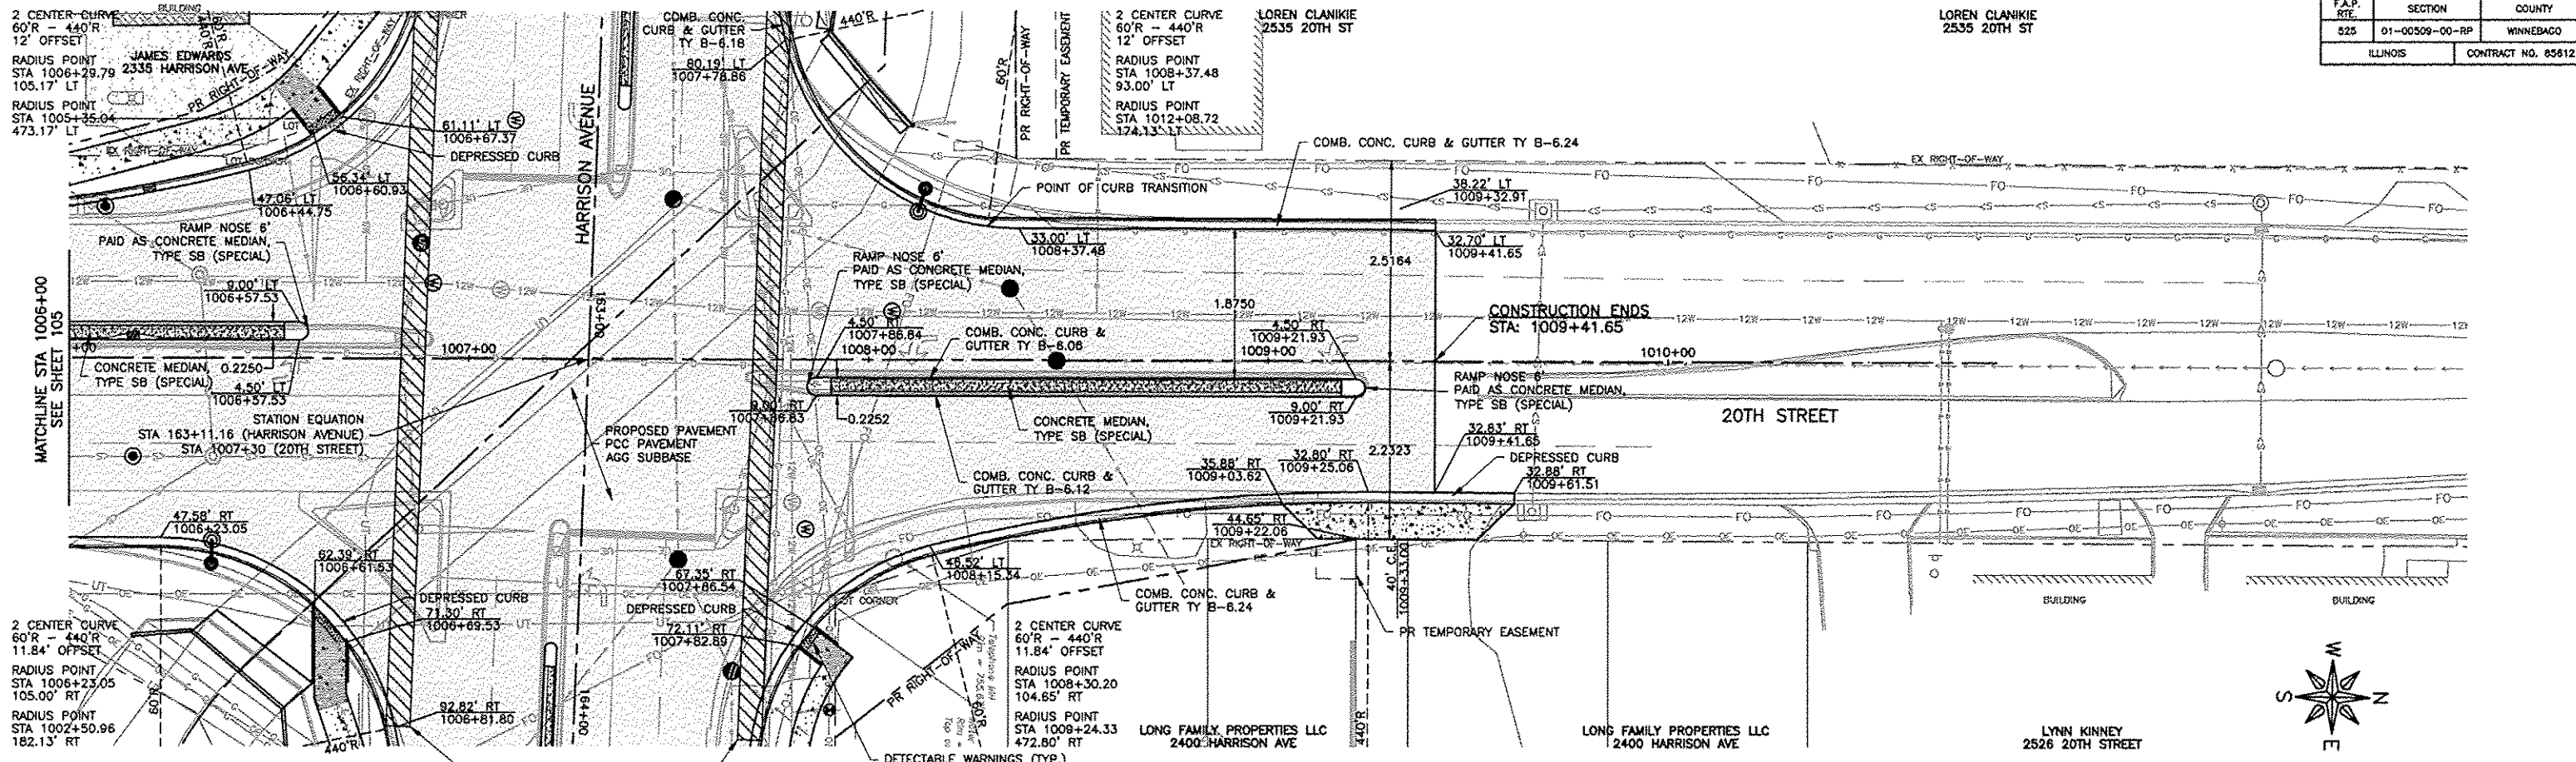 2 CENTER CURVE
60'R - 440'R
12' OFFSET
RADIUS POINT
STA 1006+29.79
105.17' LT
RADIUS POINT
STA 1005+35.04
473.17' LT
BUILDING
JAMES EDWARDS
2335 HARRISON AVE
60'R
440'R
PR RIGHT-OF-WAY
EX RIGHT-OF-WAY
EX RIGHT-OF-WAY
61.11' LT
1006+67.37
DEPRESSED CURB
56.34' LT
1006+60.93
47.06' LT
1006+44.75
RAMP NOSE 6'
PAID AS CONCRETE MEDIAN,
TYPE SB (SPECIAL)
9.00' LT
1006+57.53
MATCHLINE STA 1006+00
SEE SHEET 105
+00
CONCRETE MEDIAN,
TYPE SB (SPECIAL)
0.2250
4.50' LT
1006+57.53
STATION EQUATION
STA 163+11.16 (HARRISON AVENUE)
STA 1007+30 (20TH STREET)
47.58' RT
1006+23.05
62.39' RT
1006+61.53
DEPRESSED CURB
71.30' RT
1006+69.53
92.82' RT
1006+81.80
2 CENTER CURVE
60'R - 440'R
11.84' OFFSET
RADIUS POINT
STA 1006+23.05
105.00' RT
RADIUS POINT
STA 1002+50.96
182.13' RT
60'R
440'R
HARRISON AVENUE
163+00
164+00
1007+00
COMB. CONC.
CURB & GUTTER
TY B-6.18
80.19' LT
1007+78.86
440'R
60'R
PR RIGHT-OF-WAY
PR TEMPORARY EASEMENT
2 CENTER CURVE
60'R - 440'R
12' OFFSET
RADIUS POINT
STA 1008+37.48
93.00' LT
RADIUS POINT
STA 1012+08.72
174.13' LT
LOREN CLANIKIE
2535 20TH ST
LOREN CLANIKIE
2535 20TH ST
F.A.P. RTE.
SECTION
COUNTY
525
01-00509-00-RP
WINNEBAGO
ILLINOIS
CONTRACT NO. 85612
COMB. CONC. CURB & GUTTER TY B-6.24
EX RIGHT-OF-WAY
POINT OF CURB TRANSITION
38.22' LT
1009+32.91
33.00' LT
1008+37.48
32.70' LT
1009+41.65
RAMP NOSE 6'
PAID AS CONCRETE MEDIAN,
TYPE SB (SPECIAL)
2.5164
1.8750
4.50' RT
1007+86.84
1008+00
COMB. CONC. CURB &
GUTTER TY B-6.06
4.50' RT
1009+21.93
1009+00
CONSTRUCTION ENDS
STA: 1009+41.65
1010+00
20TH STREET
RAMP NOSE 6'
PAID AS CONCRETE MEDIAN,
TYPE SB (SPECIAL)
9.00' RT
1007+86.83
0.2252
CONCRETE MEDIAN,
TYPE SB (SPECIAL)
9.00' RT
1009+21.93
PROPOSED PAVEMENT
PCC PAVEMENT
AGG SUBBASE
COMB. CONC. CURB &
GUTTER TY B-6.12
2.2323
32.83' RT
1009+41.65
DEPRESSED CURB
32.88' RT
1009+61.51
32.80' RT
1009+25.06
35.88' RT
1009+03.62
44.65' RT
1009+22.06
EX RIGHT-OF-WAY
46.52' LT
1008+15.34
67.35' RT
1007+86.54
DEPRESSED CURB
72.11' RT
1007+82.89
COMB. CONC. CURB &
GUTTER TY B-6.24
40' C.E.
1009+33.00
PR TEMPORARY EASEMENT
PR RIGHT-OF-WAY
60'R
440'R
2 CENTER CURVE
60'R - 440'R
11.84' OFFSET
RADIUS POINT
STA 1008+30.20
104.65' RT
RADIUS POINT
STA 1009+24.33
472.80' RT
DETECTABLE WARNINGS (TYP.)
LONG FAMILY PROPERTIES LLC
2400 HARRISON AVE
LONG FAMILY PROPERTIES LLC
2400 HARRISON AVE
LYNN KINNEY
2526 20TH STREET
BUILDING
BUILDING
W
N
S
E